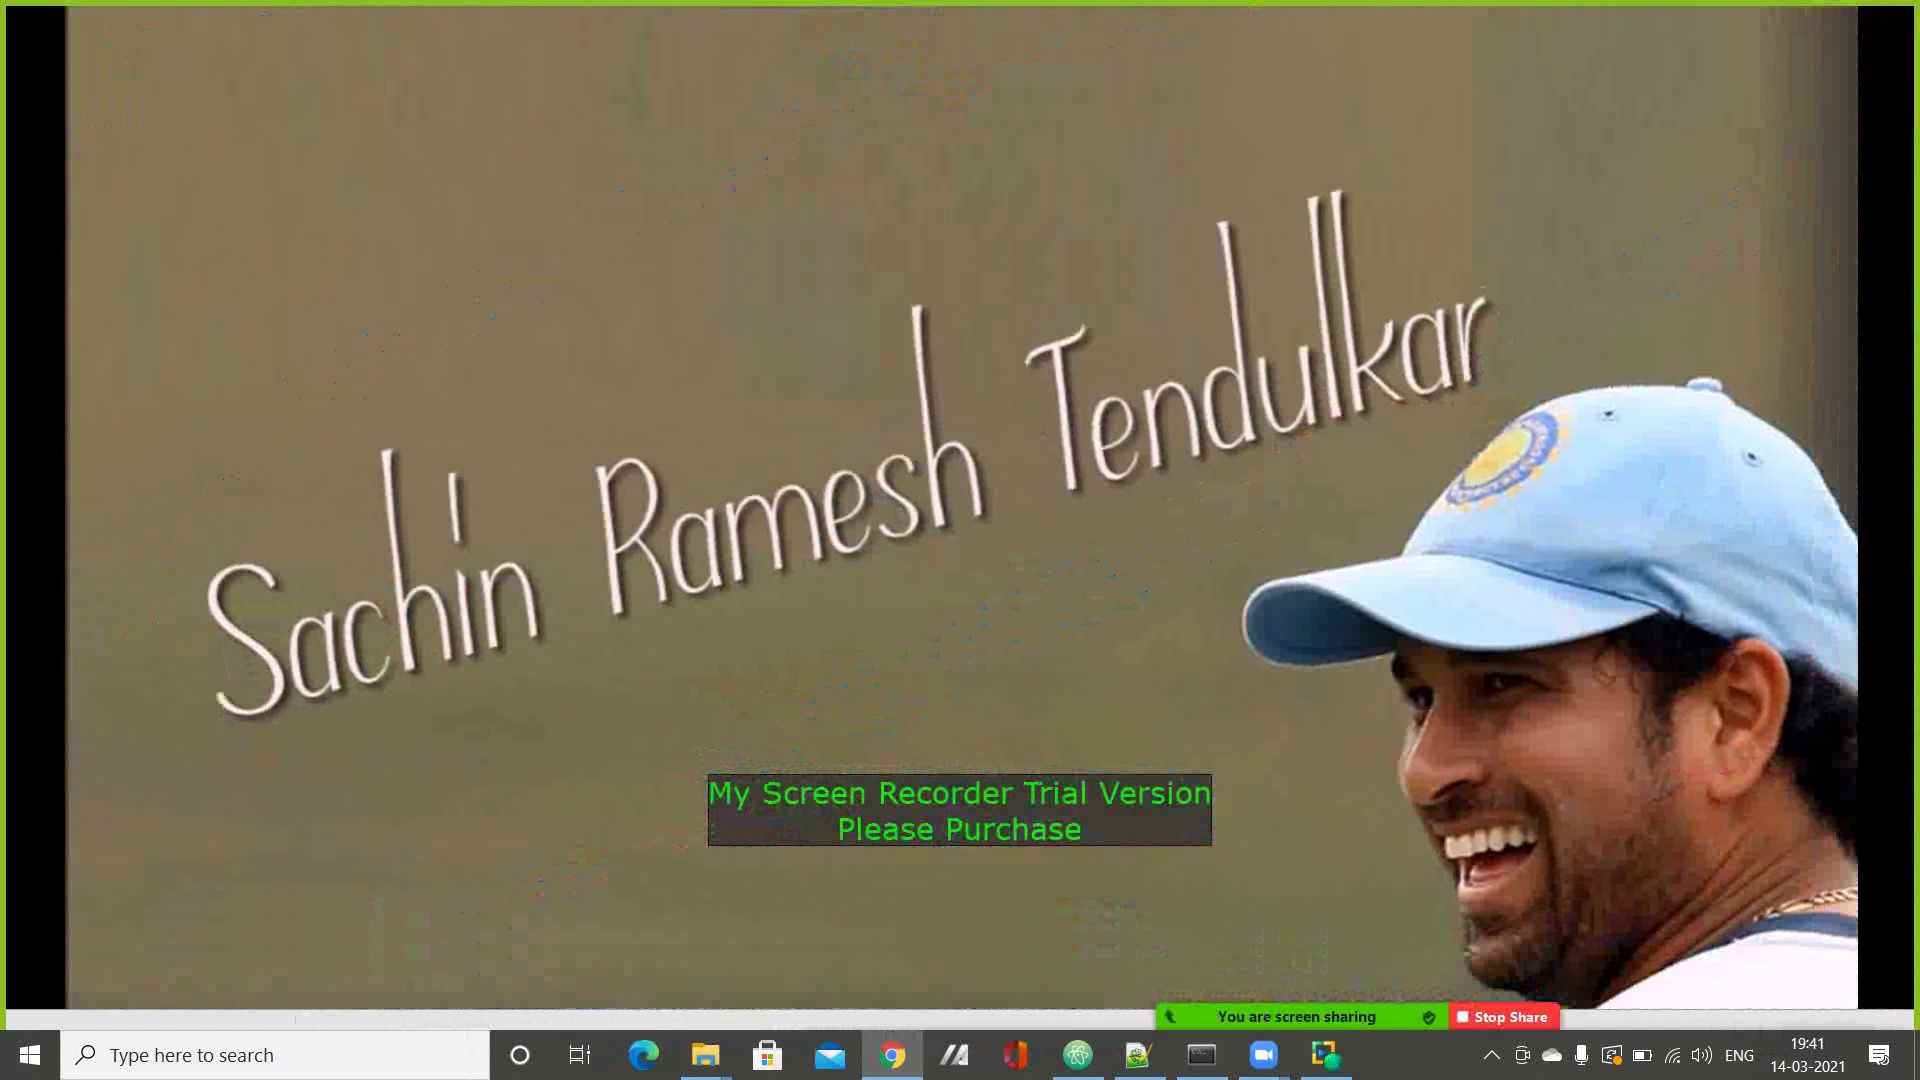 Sachin Ramesh Tendulkar
My Screen Recorder Trial Version
Please Purchase
You are screen sharing
Stop Share
Type here to search
ENG
19:41
14-03-2021